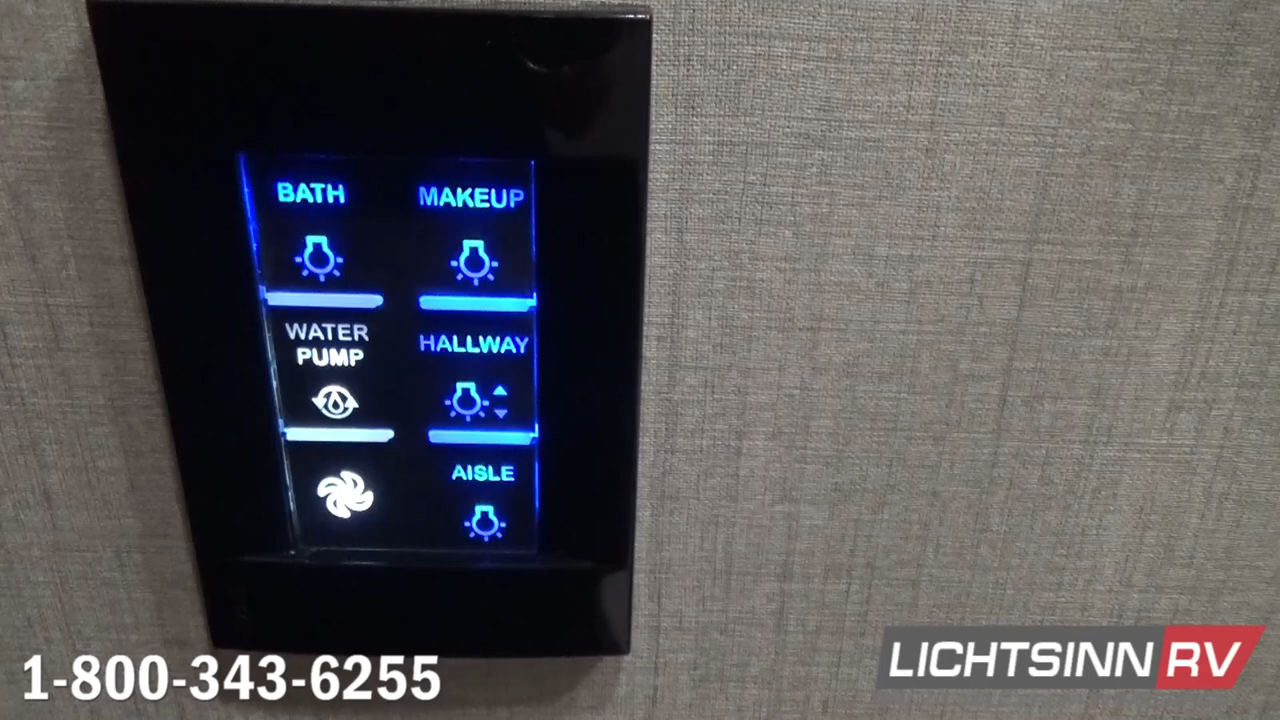 BATH
MAKEUP
WATER
PUMP
HALLWAY
AISLE
1-800-343-6255
LICHTSINN RV